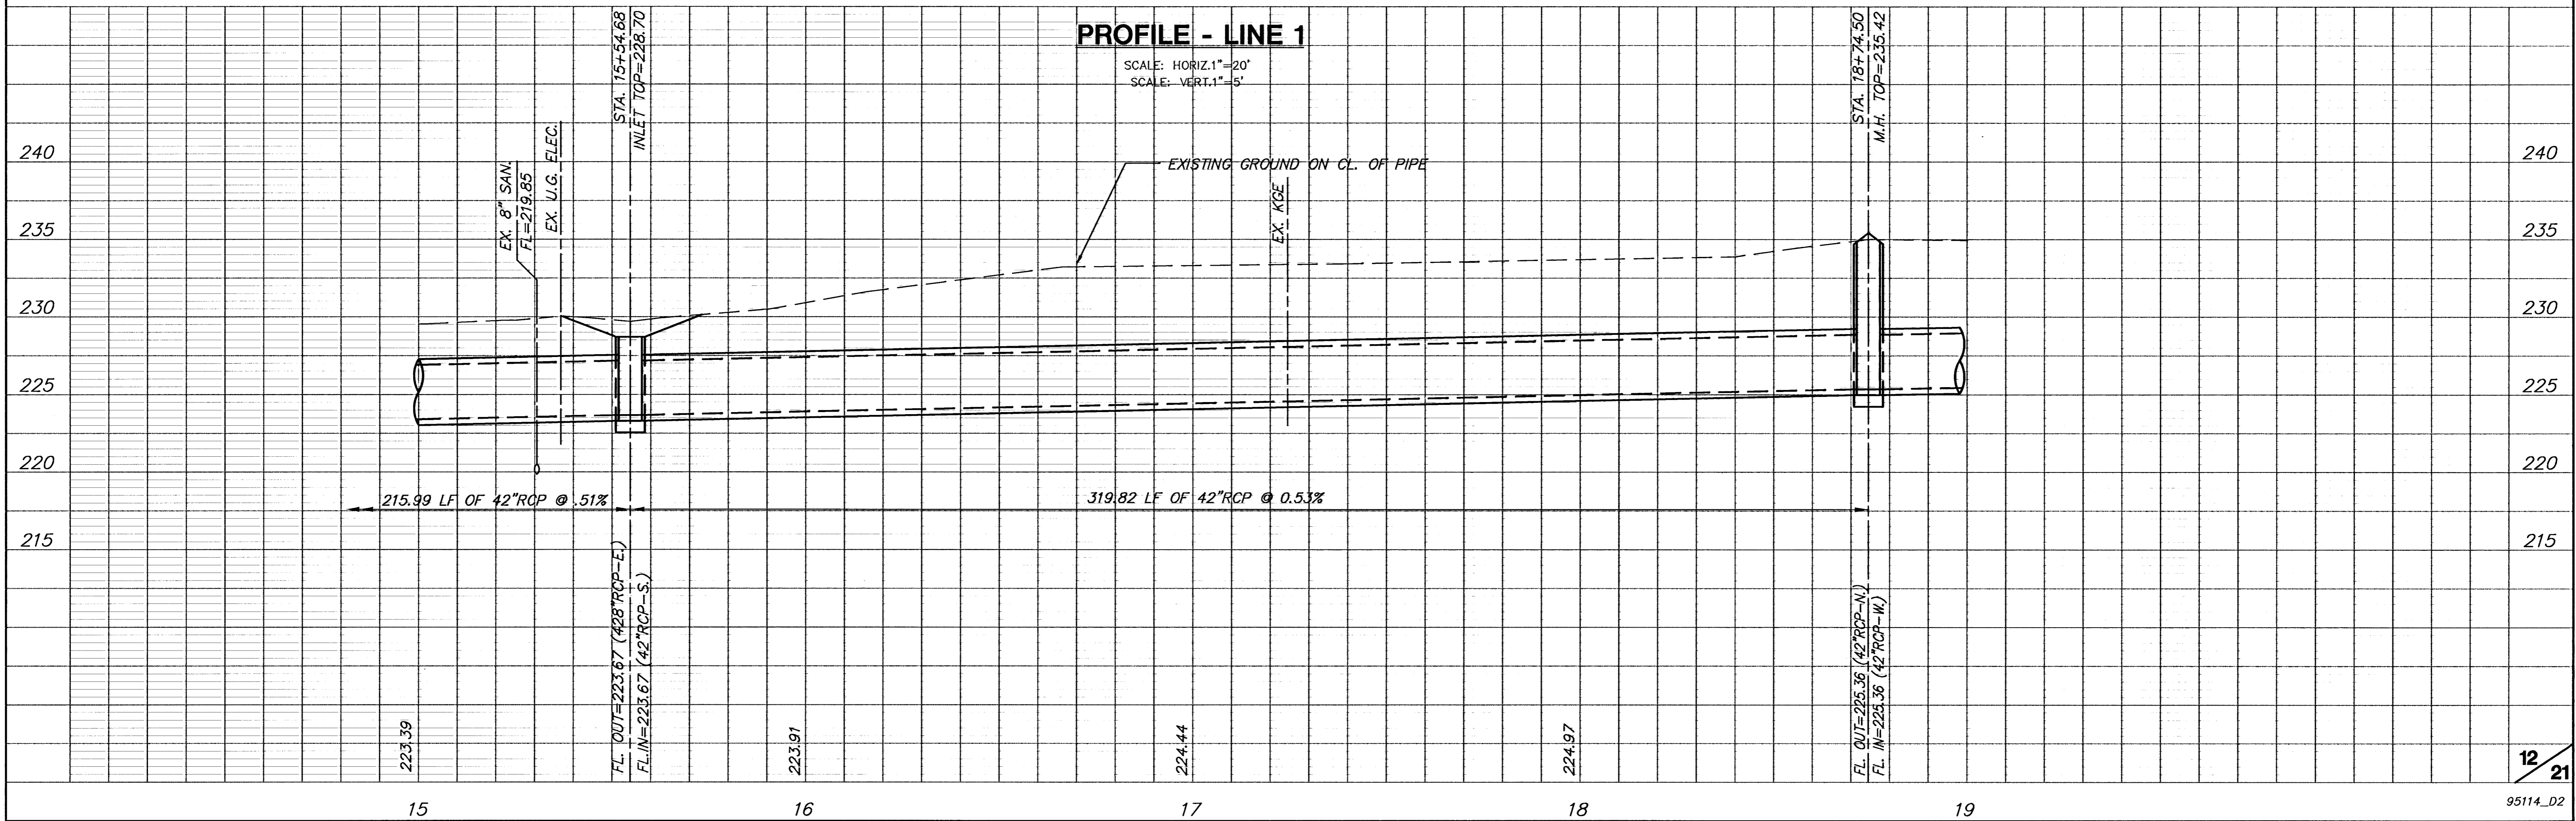 PROFILE - LINE 1
SCALE: HORIZ.1"=20'
SCALE: VERT.1"=5'
STA. 15+54.68
INLET TOP=228.70
STA. 18+74.50
M.H. TOP=235.42
EX. 8" SAN.
FL=219.85
EX. U.G. ELEC.
EXISTING GROUND ON CL. OF PIPE
EX. KGE
240
235
230
225
220
215
240
235
230
225
220
215
215.99 LF OF 42"RCP @ .51%
319.82 LF OF 42"RCP @ 0.53%
FL. OUT=223.67 (428"RCP-E.)
FL.IN=223.67 (42"RCP-S.)
FL. OUT=225.36 (42"RCP-N.)
FL. IN=225.36 (42"RCP-W.)
223.39
223.91
224.44
224.97
15
16
17
18
19
12
21
95114_D2